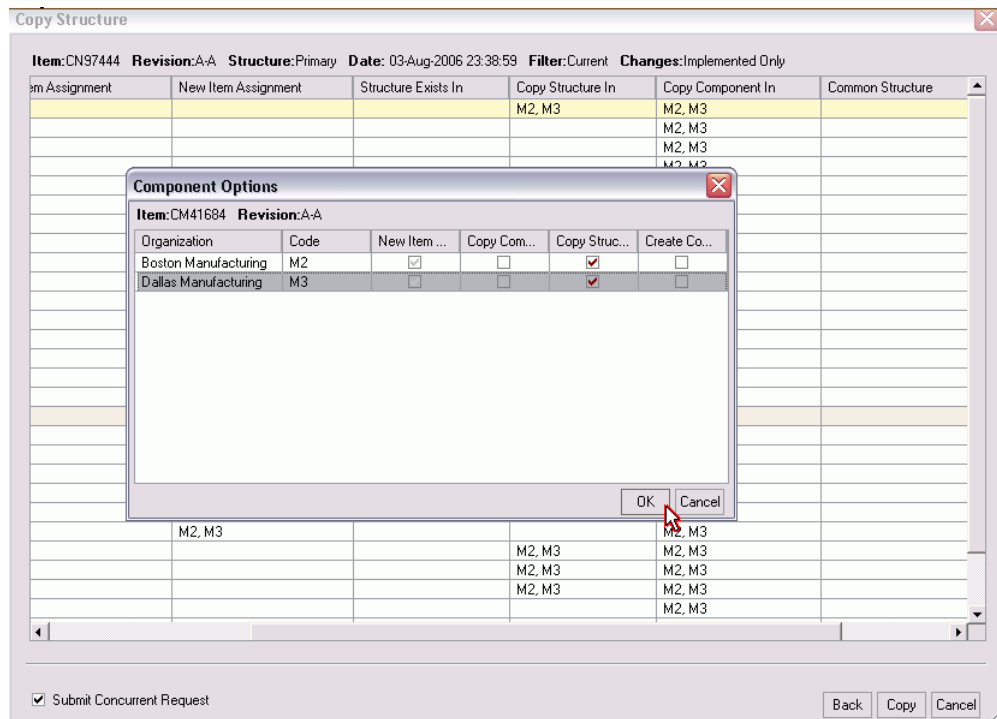 Copy Structure
Item:CN97444 Revision:A-A Structure:Primary Date: 03-Aug-2006 23:38:59 Filter:Current Changes:Implemented Only
em Assignment New Item Assignment Structure Exists In Copy Structure In Copy Component In Common Structure
M2, M3 M2, M3
M2, M3
M2, M3
M2, M3
Component Options
Item:CM41684 Revision:A-A
Organization Code New Item ... Copy Com... Copy Struc... Create Co...
Boston Manufacturing M2
Dallas Manufacturing M3
OK Cancel
M2, M3 M2, M3
M2, M3 M2, M3
M2, M3 M2, M3
M2, M3 M2, M3
M2, M3
Submit Concurrent Request
Back Copy Cancel